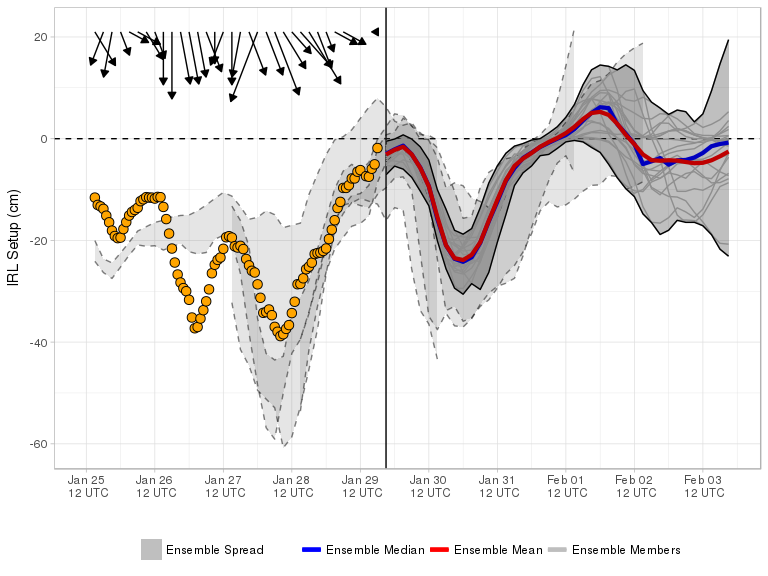 20
0
-20
-40
-60
IRL Setup (cm)
Jan 25 Jan 26 Jan 27 Jan 28 Jan 29 Jan 30 Jan 31 Feb 01 Feb 02 Feb 03
12 UTC 12 UTC 12 UTC 12 UTC 12 UTC 12 UTC 12 UTC 12 UTC 12 UTC 12 UTC
Ensemble Spread Ensemble Median Ensemble Mean Ensemble Members